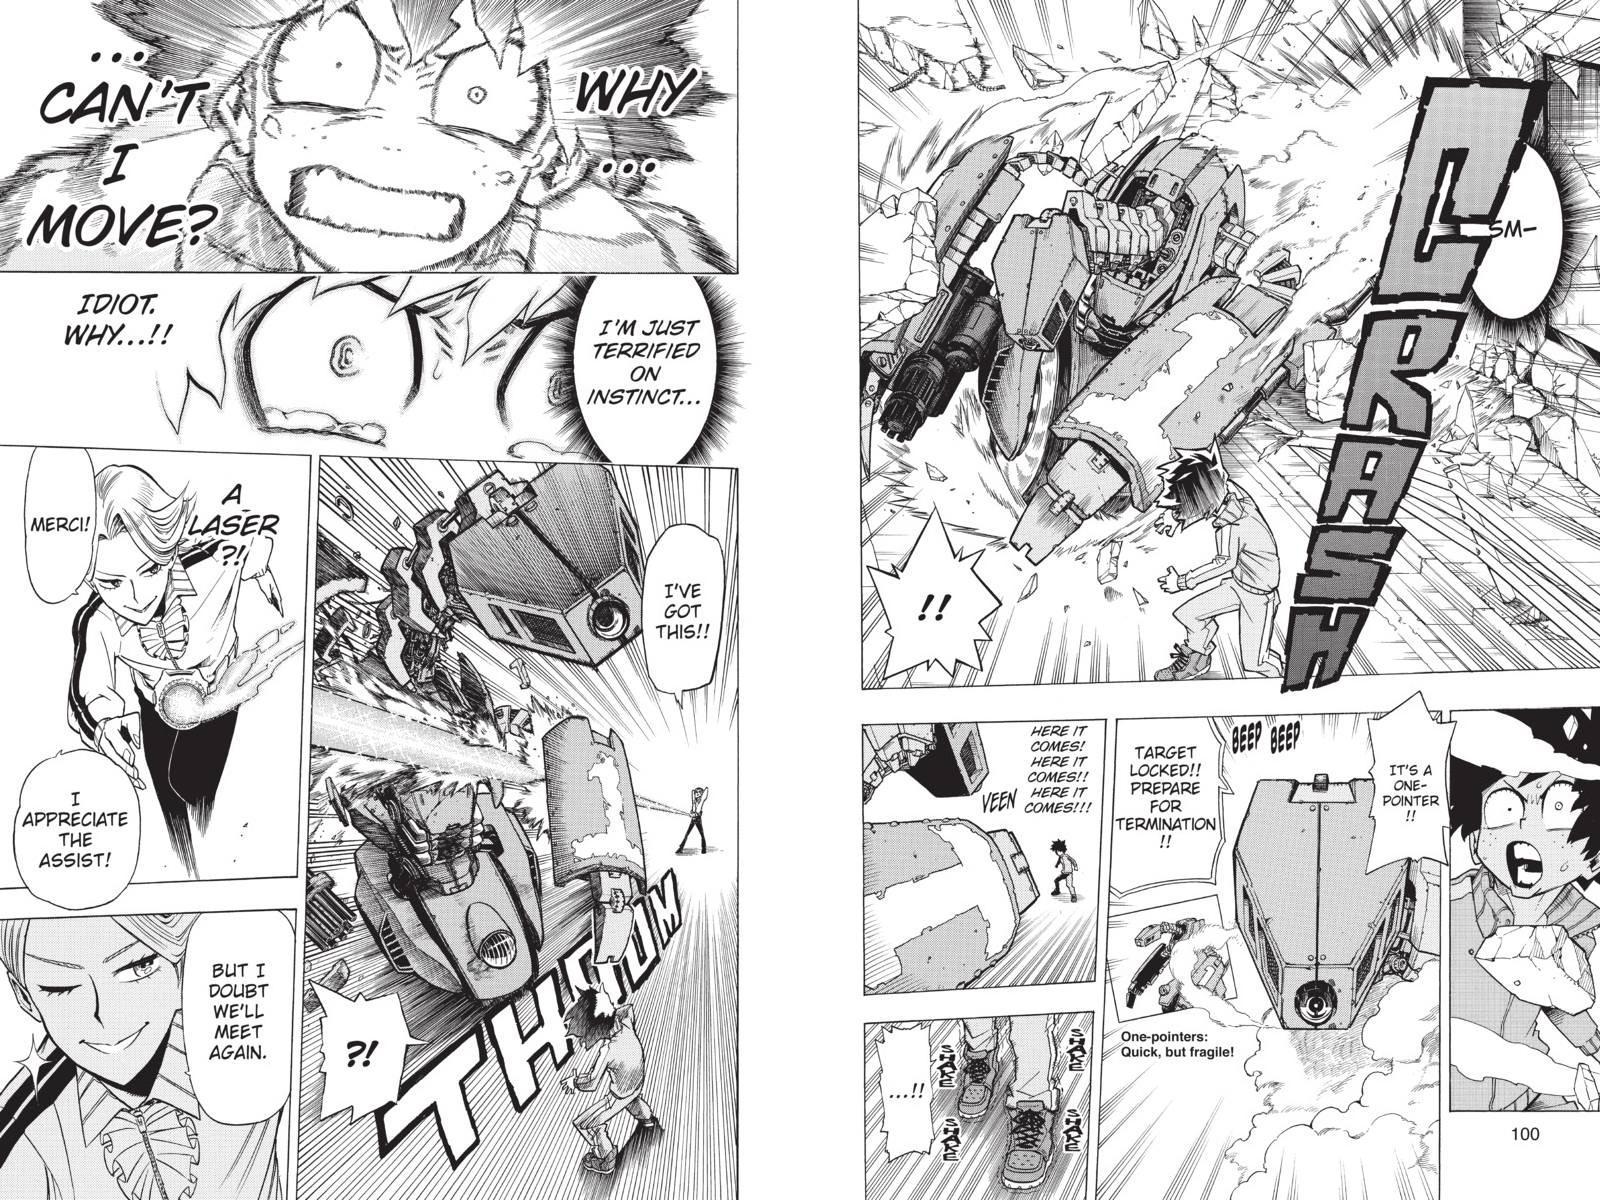 SM-
CRASH
!!
IT'S A
ONE-
POINTER
!!
BEEP BEEP
TARGET
LOCKED!!
PREPARE
FOR
TERMINATION
!!
One-pointers:
Quick, but fragile!
HERE IT
COMES!
HERE IT
COMES!!
HERE IT
COMES!!!
VEEN
SHAKE
SHAKE
SHAKE
SHAKE
...!!
100
WHY
...
...
CAN'T
I
MOVE?
I'M JUST
TERRIFIED
ON
INSTINCT...
IDIOT.
WHY...!!
I'VE
GOT
THIS!!
THOOM
?!
A
LASER
?!
MERCI!
I
APPRECIATE
THE
ASSIST!
BUT I
DOUBT
WE'LL
MEET
AGAIN.